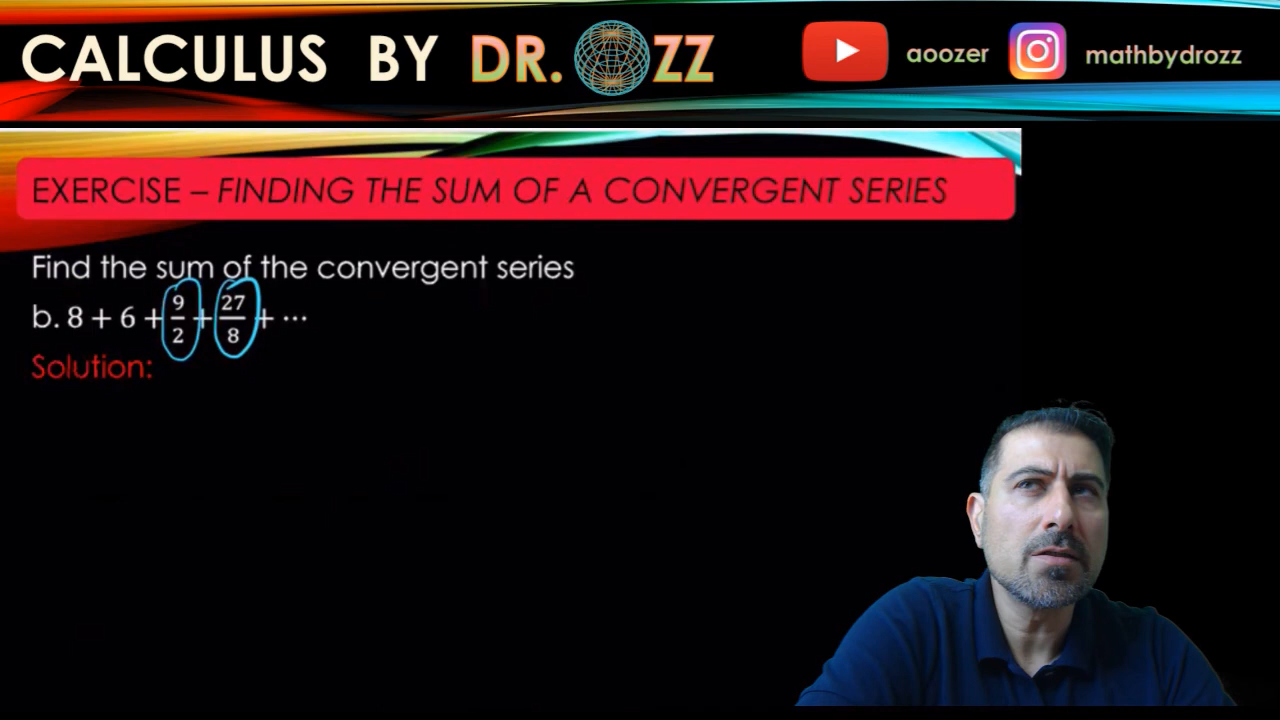 CALCULUS BY DR. OZZ
aoozer
mathbydrozz
EXERCISE – FINDING THE SUM OF A CONVERGENT SERIES
Find the sum of the convergent series
b. 8 + 6 + 9/2 + 27/8 + ⋯
Solution: